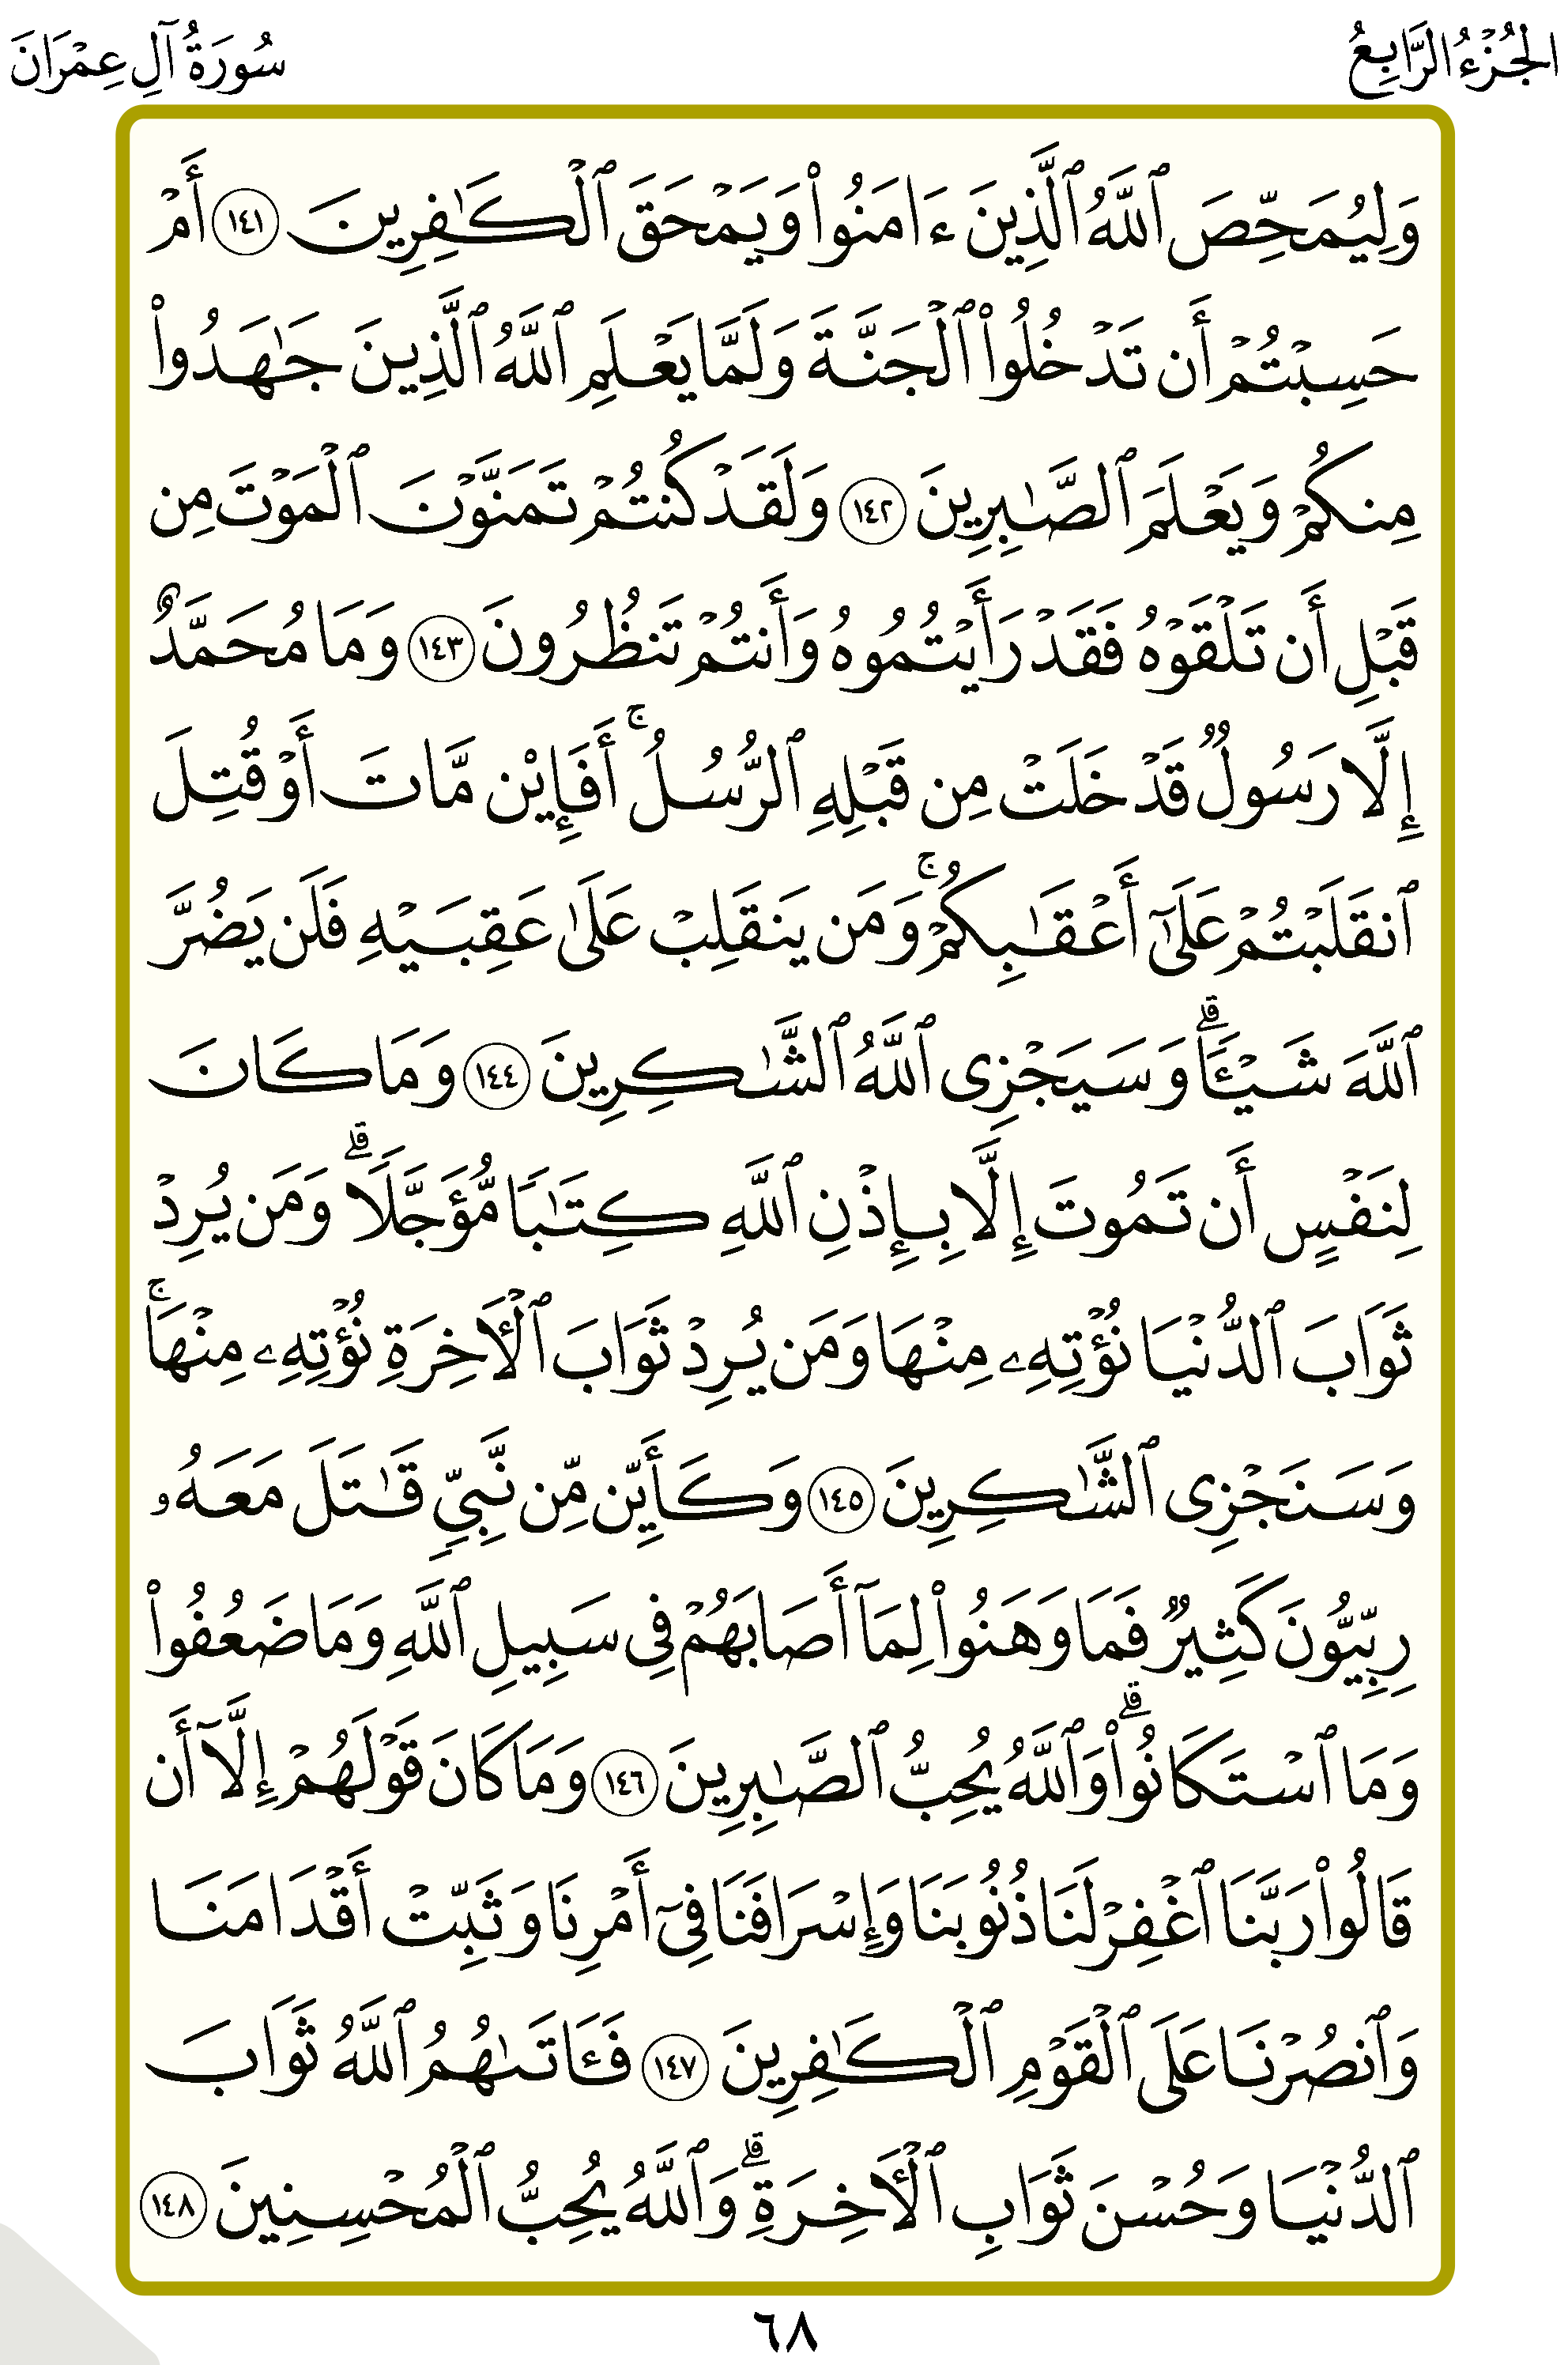 الجُزْءُ الرَّابِعُ
سُورَةُ آلِ عِمْرَانَ
وَلِيُمَحِّصَ ٱللَّهُ ٱلَّذِينَ ءَامَنُوا۟ وَيَمْحَقَ ٱلْكَـٰفِرِينَ ١٤١ أَمْ
حَسِبْتُمْ أَن تَدْخُلُوا۟ ٱلْجَنَّةَ وَلَمَّا يَعْلَمِ ٱللَّهُ ٱلَّذِينَ جَـٰهَدُوا۟
مِنكُمْ وَيَعْلَمَ ٱلصَّـٰبِرِينَ ١٤٢ وَلَقَدْ كُنتُمْ تَمَنَّوْنَ ٱلْمَوْتَ مِن
قَبْلِ أَن تَلْقَوْهُ فَقَدْ رَأَيْتُمُوهُ وَأَنتُمْ تَنظُرُونَ ١٤٣ وَمَا مُحَمَّدٌ
إِلَّا رَسُولٌ قَدْ خَلَتْ مِن قَبْلِهِ ٱلرُّسُلُ ۚ أَفَإِي۟ن مَّاتَ أَوْ قُتِلَ
ٱنقَلَبْتُمْ عَلَىٰٓ أَعْقَـٰبِكُمْ ۚ وَمَن يَنقَلِبْ عَلَىٰ عَقِبَيْهِ فَلَن يَضُرَّ
ٱللَّهَ شَيْـًٔا ۗ وَسَيَجْزِى ٱللَّهُ ٱلشَّـٰكِرِينَ ١٤٤ وَمَا كَانَ
لِنَفْسٍ أَن تَمُوتَ إِلَّا بِإِذْنِ ٱللَّهِ كِتَـٰبًا مُّؤَجَّلًا ۗ وَمَن يُرِدْ
ثَوَابَ ٱلدُّنْيَا نُؤْتِهِۦ مِنْهَا وَمَن يُرِدْ ثَوَابَ ٱلْـَٔاخِرَةِ نُؤْتِهِۦ مِنْهَا ۚ
وَسَنَجْزِى ٱلشَّـٰكِرِينَ ١٤٥ وَكَأَيِّن مِّن نَّبِىٍّ قَـٰتَلَ مَعَهُۥ
رِبِّيُّونَ كَثِيرٌ فَمَا وَهَنُوا۟ لِمَآ أَصَابَهُمْ فِى سَبِيلِ ٱللَّهِ وَمَا ضَعُفُوا۟
وَمَا ٱسْتَكَانُوا۟ ۗ وَٱللَّهُ يُحِبُّ ٱلصَّـٰبِرِينَ ١٤٦ وَمَا كَانَ قَوْلَهُمْ إِلَّآ أَن
قَالُوا۟ رَبَّنَا ٱغْفِرْ لَنَا ذُنُوبَنَا وَإِسْرَافَنَا فِىٓ أَمْرِنَا وَثَبِّتْ أَقْدَامَنَا
وَٱنصُرْنَا عَلَى ٱلْقَوْمِ ٱلْكَـٰفِرِينَ ١٤٧ فَـَٔاتَىٰهُمُ ٱللَّهُ ثَوَابَ
ٱلدُّنْيَا وَحُسْنَ ثَوَابِ ٱلْـَٔاخِرَةِ ۗ وَٱللَّهُ يُحِبُّ ٱلْمُحْسِنِينَ ١٤٨
٦٨